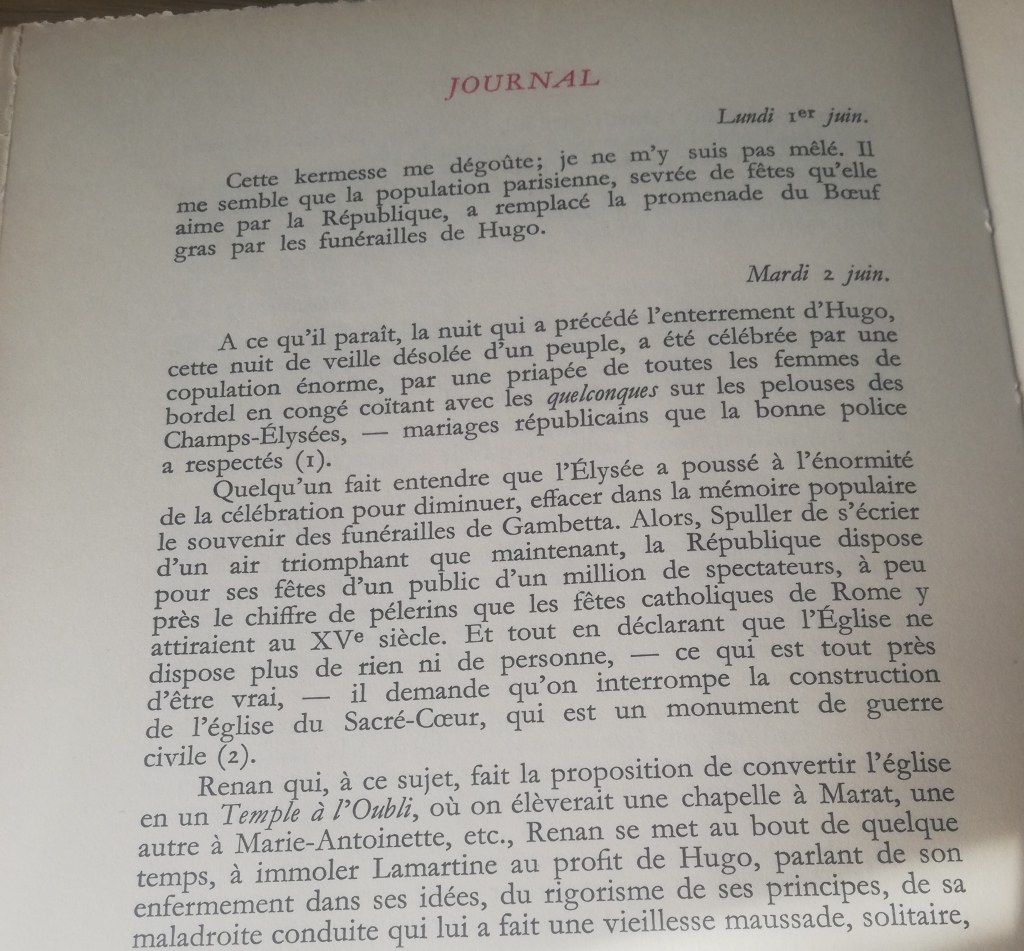 JOURNAL
Lundi 1er juin.
Cette kermesse me dégoûte; je ne m'y suis pas mêlé. Il
me semble que la population parisienne, sevrée de fêtes qu'elle
aime par la République, a remplacé la promenade du Bœuf
gras par les funérailles de Hugo.
Mardi 2 juin.
A ce qu'il paraît, la nuit qui a précédé l'enterrement d'Hugo,
cette nuit de veille désolée d'un peuple, a été célébrée par une
copulation énorme, par une priapée de toutes les femmes de
bordel en congé coïtant avec les quelconques sur les pelouses des
Champs-Élysées, — mariages républicains que la bonne police
a respectés (1).
Quelqu'un fait entendre que l'Élysée a poussé à l'énormité
de la célébration pour diminuer, effacer dans la mémoire populaire
le souvenir des funérailles de Gambetta. Alors, Spuller de s'écrier
d'un air triomphant que maintenant, la République dispose
pour ses fêtes d'un public d'un million de spectateurs, à peu
près le chiffre de pélerins que les fêtes catholiques de Rome y
attiraient au XVe siècle. Et tout en déclarant que l'Église ne
dispose plus de rien ni de personne, — ce qui est tout près
d'être vrai, — il demande qu'on interrompe la construction
de l'église du Sacré-Cœur, qui est un monument de guerre
civile (2).
Renan qui, à ce sujet, fait la proposition de convertir l'église
en un Temple à l'Oubli, où on élèverait une chapelle à Marat, une
autre à Marie-Antoinette, etc., Renan se met au bout de quelque
temps, à immoler Lamartine au profit de Hugo, parlant de son
enfermement dans ses idées, du rigorisme de ses principes, de sa
maladroite conduite qui lui a fait une vieillesse maussade, solitaire,